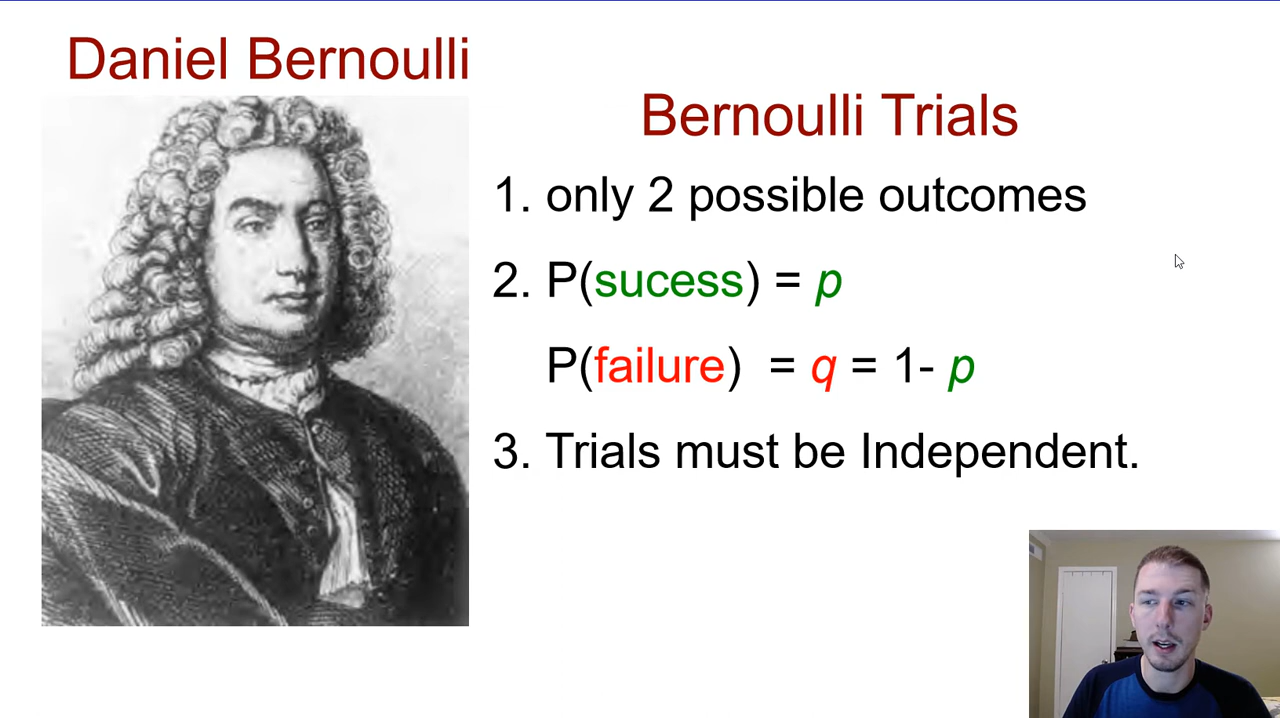 Daniel Bernoulli
Bernoulli Trials
1. only 2 possible outcomes
2. P(sucess) = p
P(failure) = q = 1- p
3. Trials must be Independent.